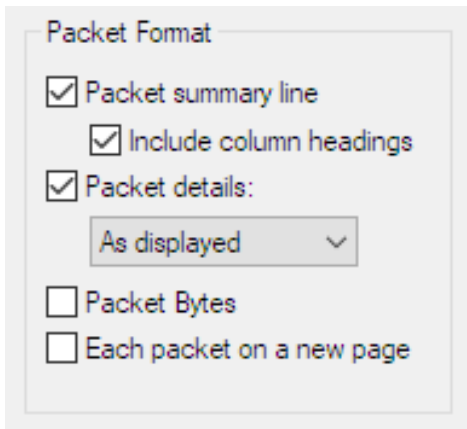 Packet Format
Packet summary line
Include column headings
Packet details:
As displayed
Packet Bytes
Each packet on a new page